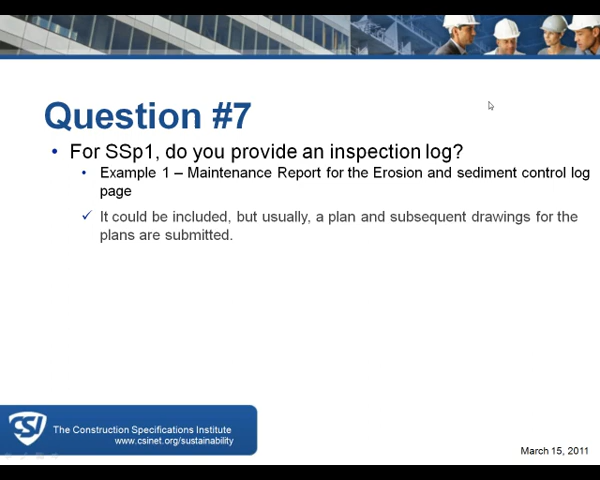 Question #7
• For SSp1, do you provide an inspection log?
• Example 1 – Maintenance Report for the Erosion and sediment control log
page
✓ It could be included, but usually, a plan and subsequent drawings for the
plans are submitted.
CSI
The Construction Specifications Institute
www.csinet.org/sustainability
March 15, 2011